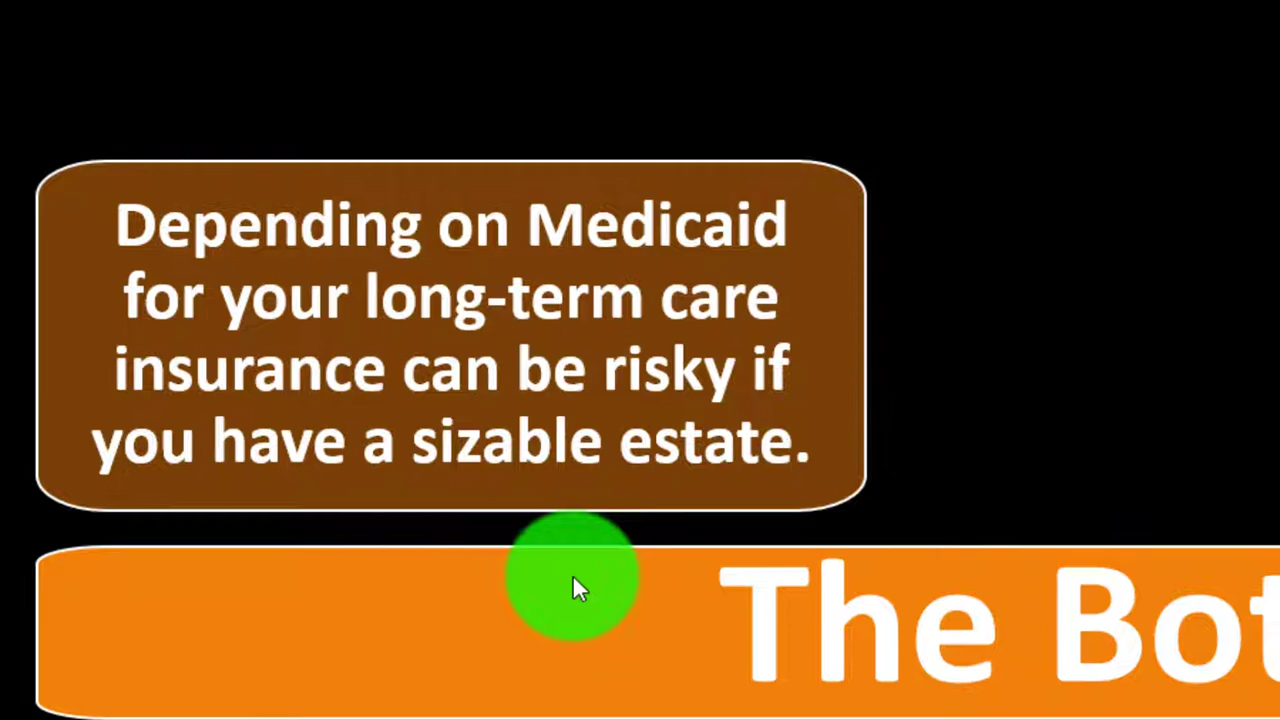 Depending on Medicaid
for your long-term care
insurance can be risky if
you have a sizable estate.
The Bot